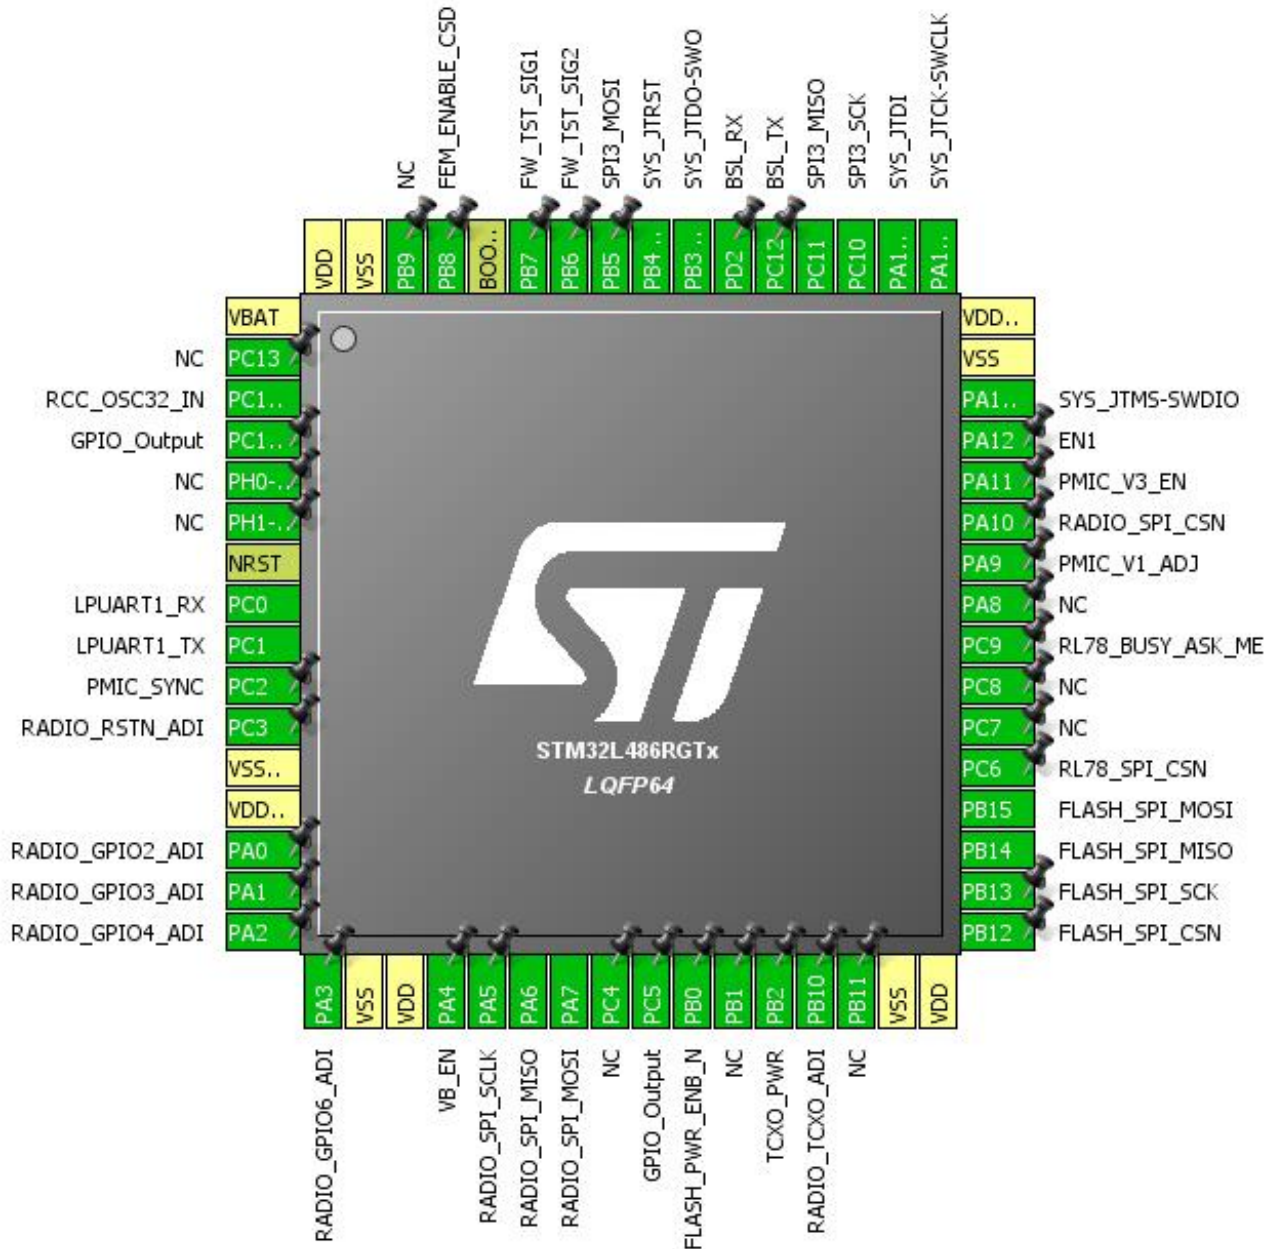 NC
FEM_ENABLE_CSD
FW_TST_SIG1
FW_TST_SIG2
SPI3_MOSI
SYS_JTRST
SYS_JTDO-SWO
BSL_RX
BSL_TX
SPI3_MISO
SPI3_SCK
SYS_JTDI
SYS_JTCK-SWCLK
VDD
VSS
PB9
PB8
BOO..
PB7
PB6
PB5
PB4..
PB3..
PD2
PC12
PC11
PC10
PA1..
PA1..
VBAT
NC PC13
RCC_OSC32_IN PC1..
GPIO_Output PC1..
NC PH0-..
NC PH1-..
NRST
LPUART1_RX PC0
LPUART1_TX PC1
PMIC_SYNC PC2
RADIO_RSTN_ADI PC3
VSS..
VDD..
RADIO_GPIO2_ADI PA0
RADIO_GPIO3_ADI PA1
RADIO_GPIO4_ADI PA2
ST
STM32L486RGTx
LQFP64
VDD..
VSS
PA1.. SYS_JTMS-SWDIO
PA12 EN1
PA11 PMIC_V3_EN
PA10 RADIO_SPI_CSN
PA9 PMIC_V1_ADJ
PA8 NC
PC9 RL78_BUSY_ASK_ME
PC8 NC
PC7 NC
PC6 RL78_SPI_CSN
PB15 FLASH_SPI_MOSI
PB14 FLASH_SPI_MISO
PB13 FLASH_SPI_SCK
PB12 FLASH_SPI_CSN
PA3
VSS
VDD
PA4
PA5
PA6
PA7
PC4
PC5
PB0
PB1
PB2
PB10
PB11
VSS
VDD
RADIO_GPIO6_ADI
VB_EN
RADIO_SPI_SCLK
RADIO_SPI_MISO
RADIO_SPI_MOSI
NC
GPIO_Output
FLASH_PWR_ENB_N
NC
TCXO_PWR
RADIO_TCXO_ADI
NC